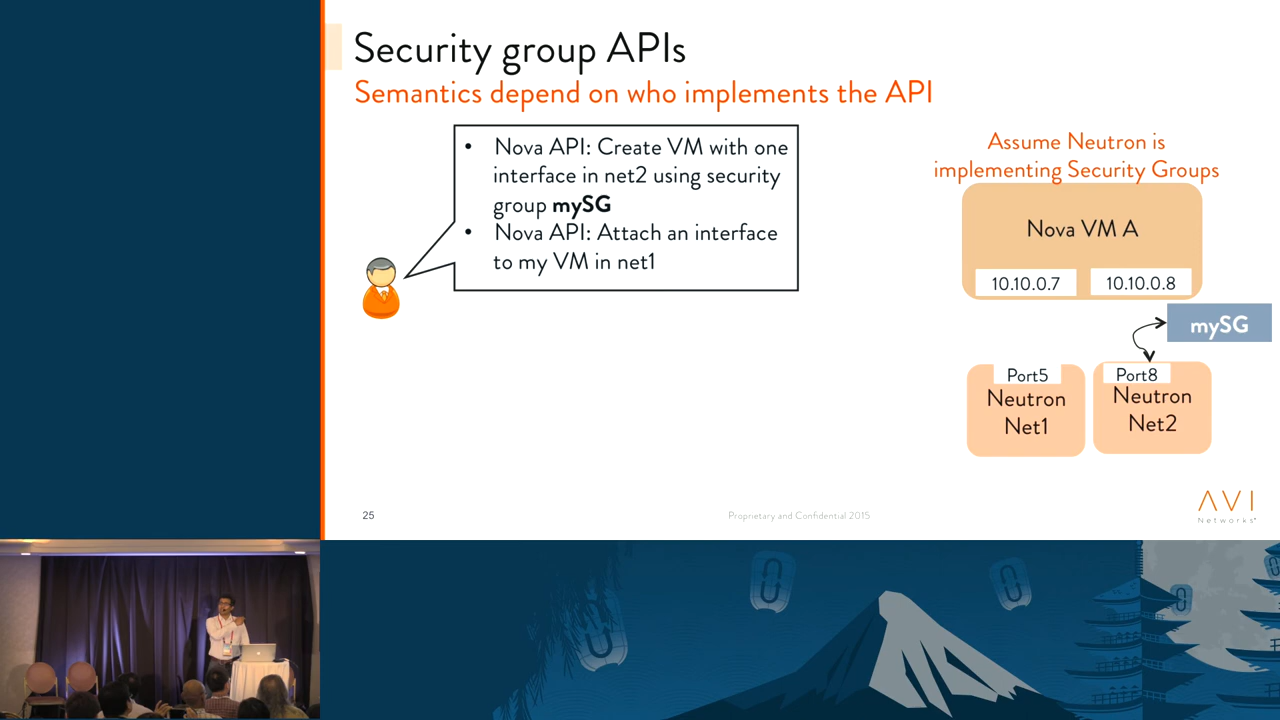 Security group APIs
Semantics depend on who implements the API
• Nova API: Create VM with one
interface in net2 using security
group mySG
• Nova API: Attach an interface
to my VM in net1
Assume Neutron is
implementing Security Groups
Nova VM A
10.10.0.7
10.10.0.8
mySG
Port5
Neutron
Net1
Port8
Neutron
Net2
25
Proprietary and Confidential 2015
AVI
Networks